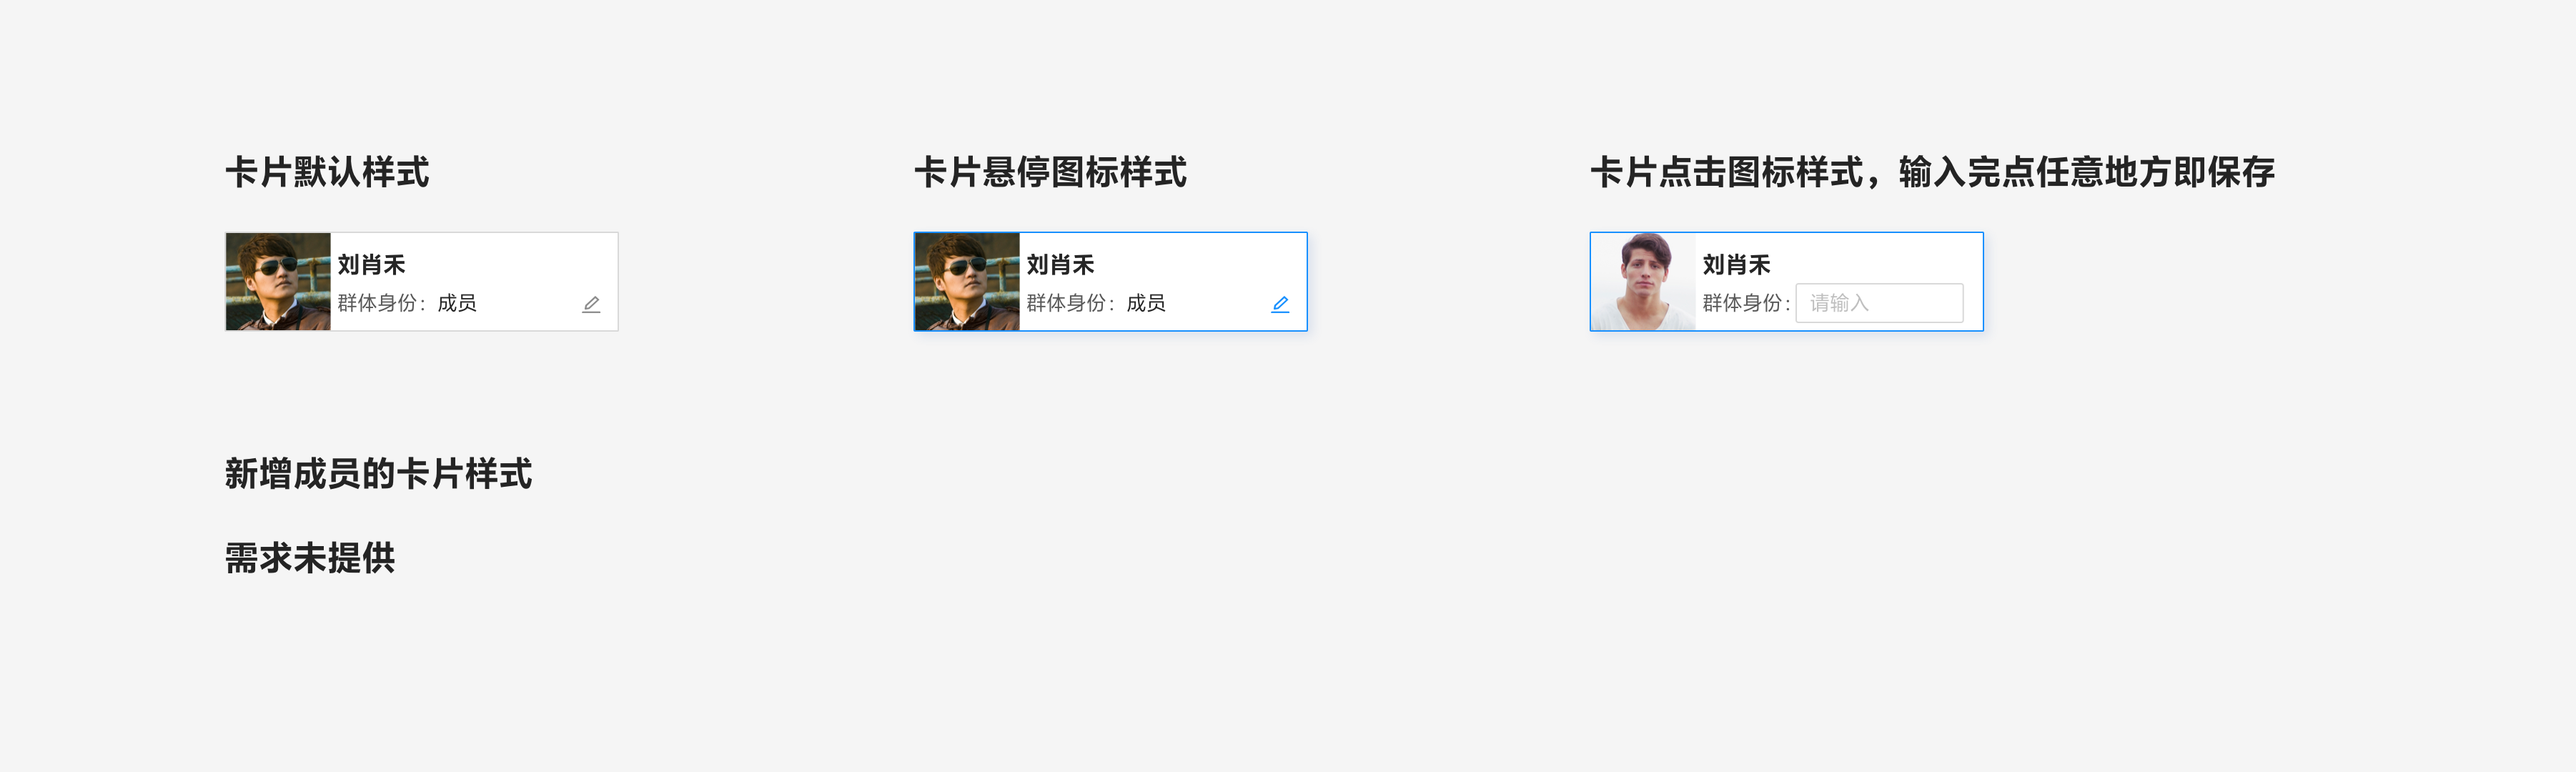 卡片默认样式
刘肖禾
群体身份：成员
卡片悬停图标样式
刘肖禾
群体身份：成员
卡片点击图标样式，输入完点任意地方即保存
刘肖禾
群体身份：请输入
新增成员的卡片样式
需求未提供